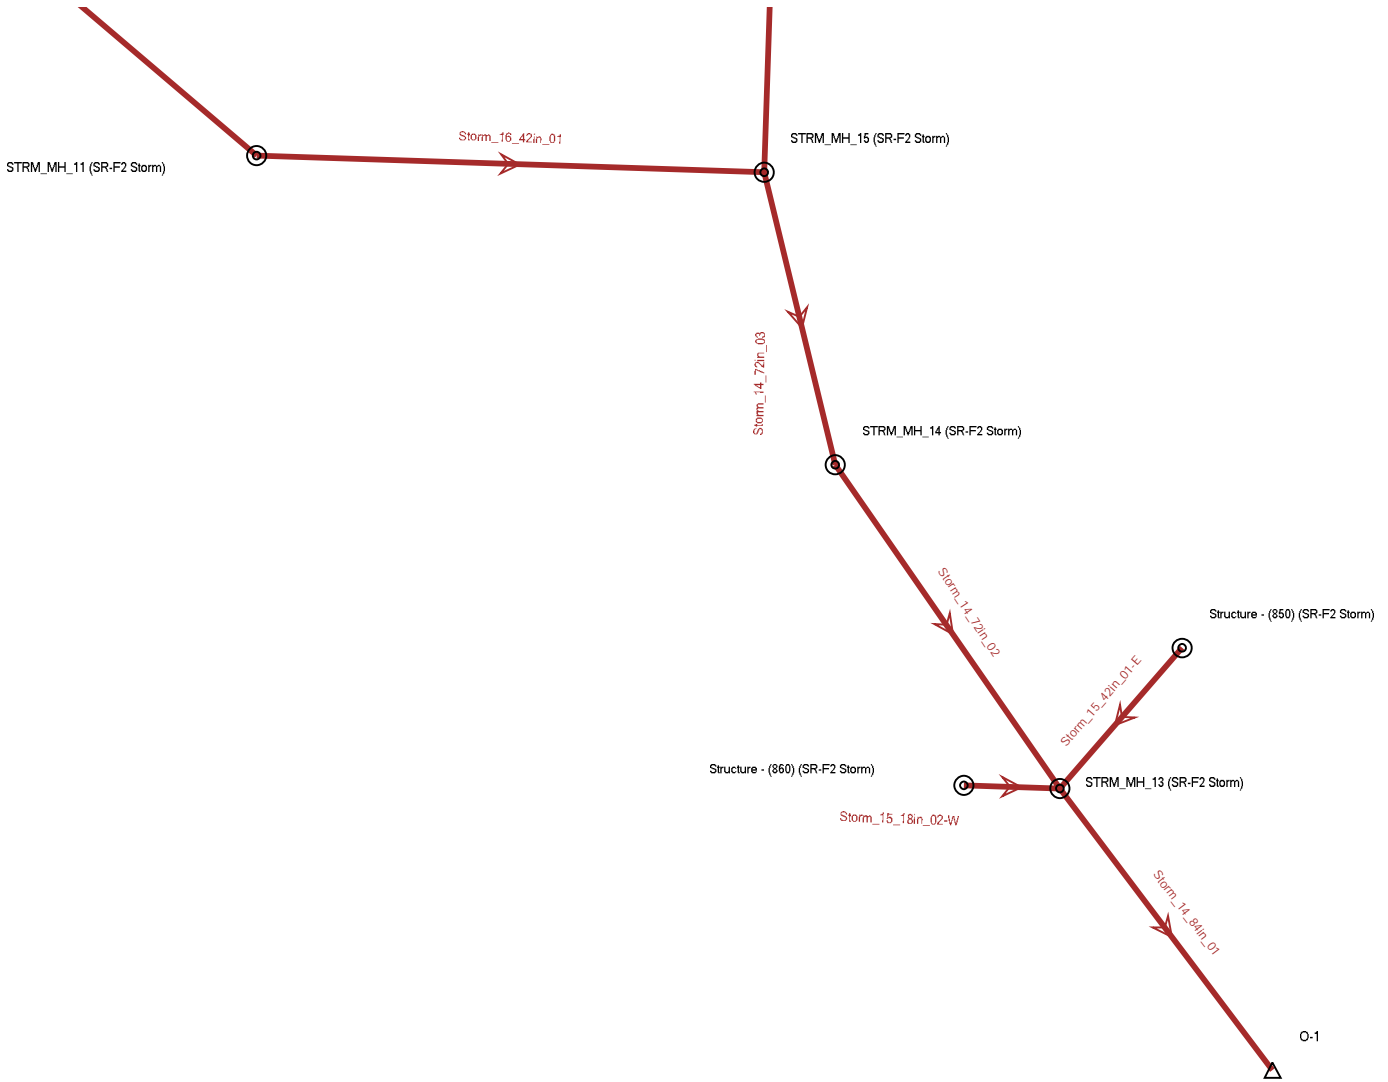 Storm_16_42in_01
STRM_MH_15 (SR-F2 Storm)
STRM_MH_11 (SR-F2 Storm)
Storm_14_72in_03
STRM_MH_14 (SR-F2 Storm)
Storm_14_72in_02
Structure - (850) (SR-F2 Storm)
Storm_15_42in_01-E
Structure - (860) (SR-F2 Storm)
STRM_MH_13 (SR-F2 Storm)
Storm_15_18in_02-W
Storm_14_84in_01
O-1